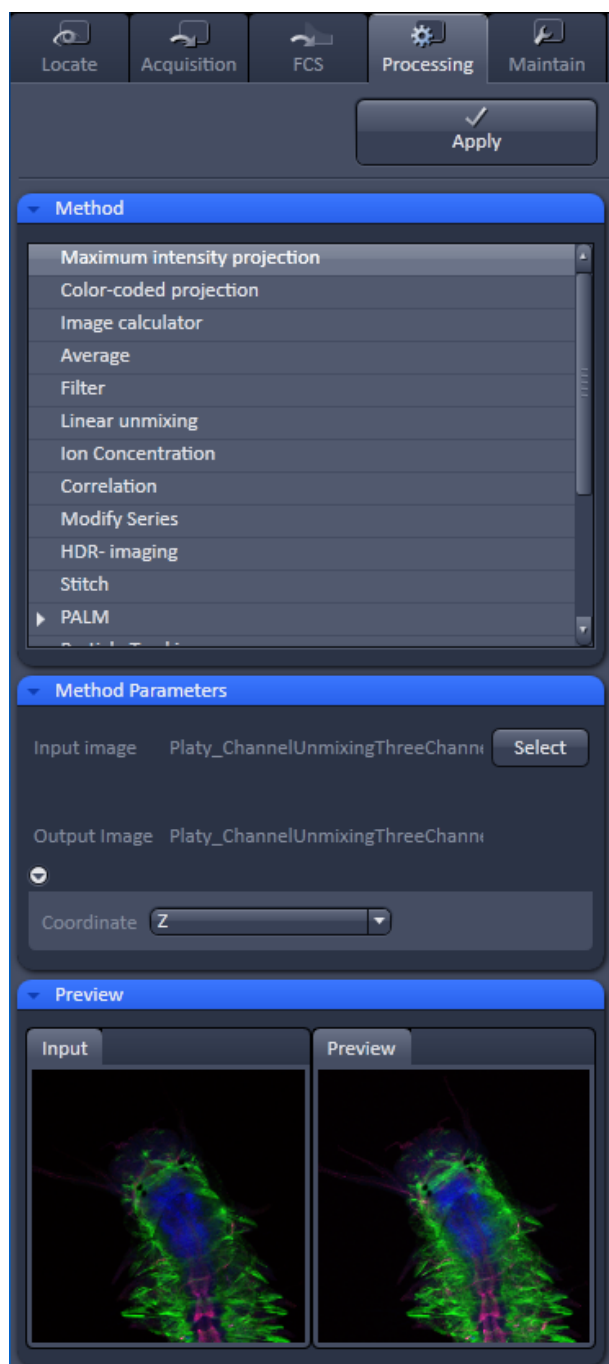 Locate
Acquisition
FCS
Processing
Maintain
Apply
Method
Maximum intensity projection
Color-coded projection
Image calculator
Average
Filter
Linear unmixing
Ion Concentration
Correlation
Modify Series
HDR- imaging
Stitch
PALM
Method Parameters
Input image Platy_ChannelUnmixingThreeChann Select
Output Image Platy_ChannelUnmixingThreeChann
Coordinate Z
Preview
Input
Preview